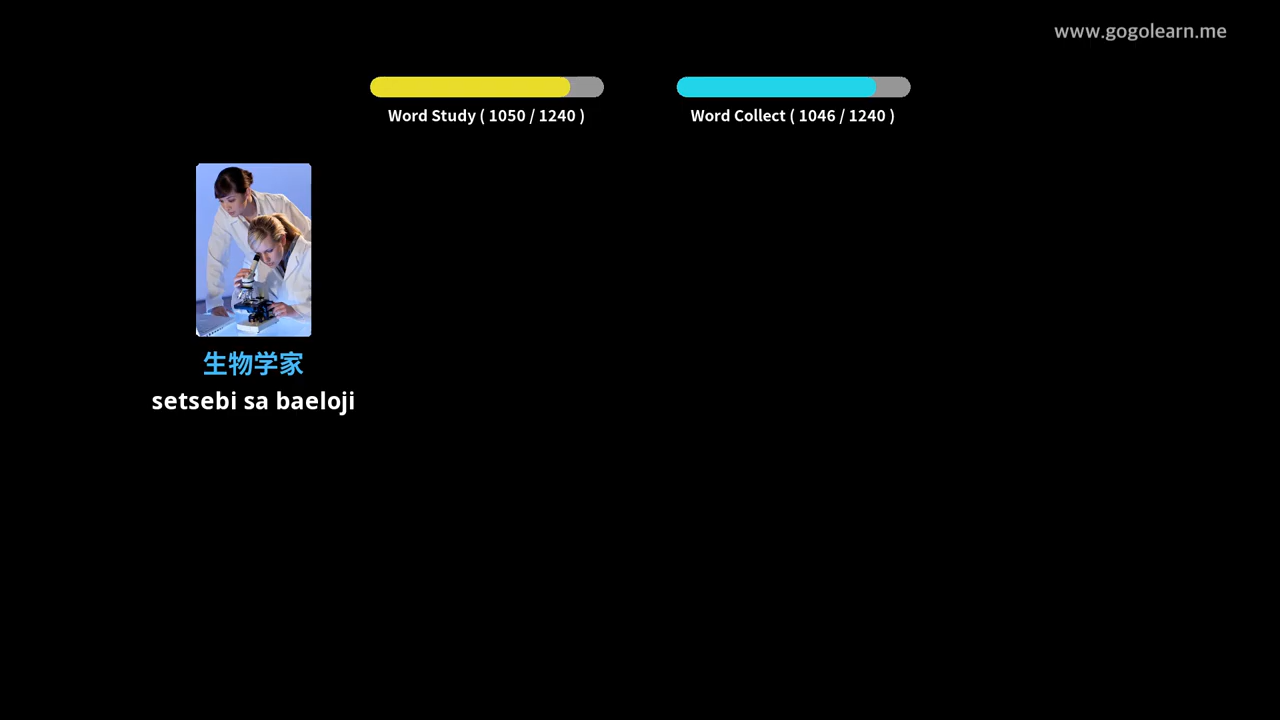 www.gogolearn.me
Word Study ( 1050 / 1240 )
Word Collect ( 1046 / 1240 )
生物学家
setsebi sa baeloji